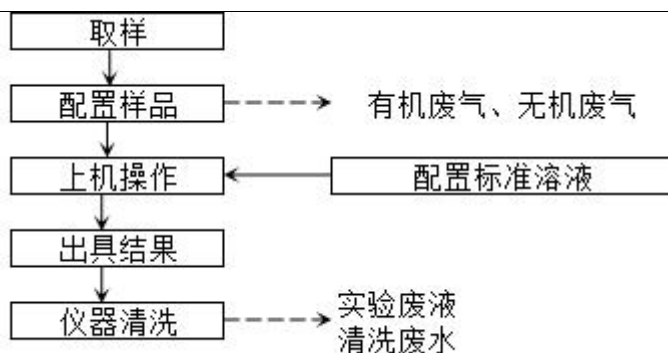 取样
配置样品
有机废气、无机废气
上机操作
配置标准溶液
出具结果
仪器清洗
实验废液
清洗废水